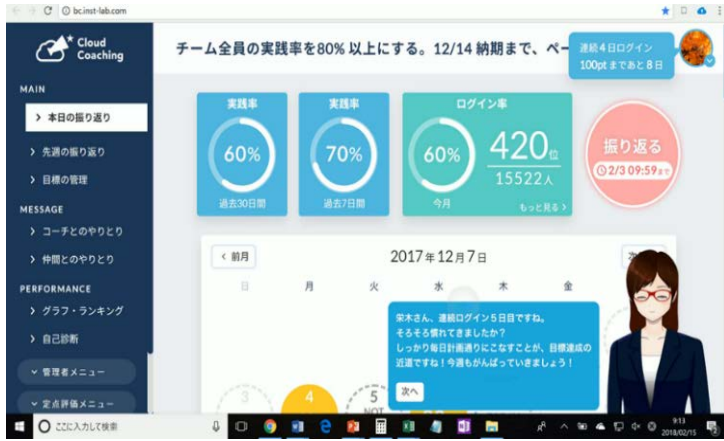 bc.inst-lab.com
Cloud
Coaching
チーム全員の実践率を80% 以上にする。12/14 納期まで、ペー
連続4日ログイン
100pt まであと8日
MAIN
本日の振り返り
先週の振り返り
目標の管理
MESSAGE
コーチとのやりとり
仲間とのやりとり
PERFORMANCE
グラフ・ランキング
自己診断
管理者メニュー
定点評価メニュー
実践率
60%
過去30日間
実践率
70%
過去7日間
ログイン率
60%
今月
420位
15522人
もっと見る
振り返る
2/3 09:59まで
前月
2017年12月7日
日 月 火 水 木 金
栄木さん、連続ログイン5日目ですね。
そろそろ慣れてきましたか？
しっかり毎日計画通りにこなすことが、目標達成の
近道ですね！今週もがんばっていきましょう！
次へ
3 4 5
NOT
ここに入力して検索
9:13
2018/02/15